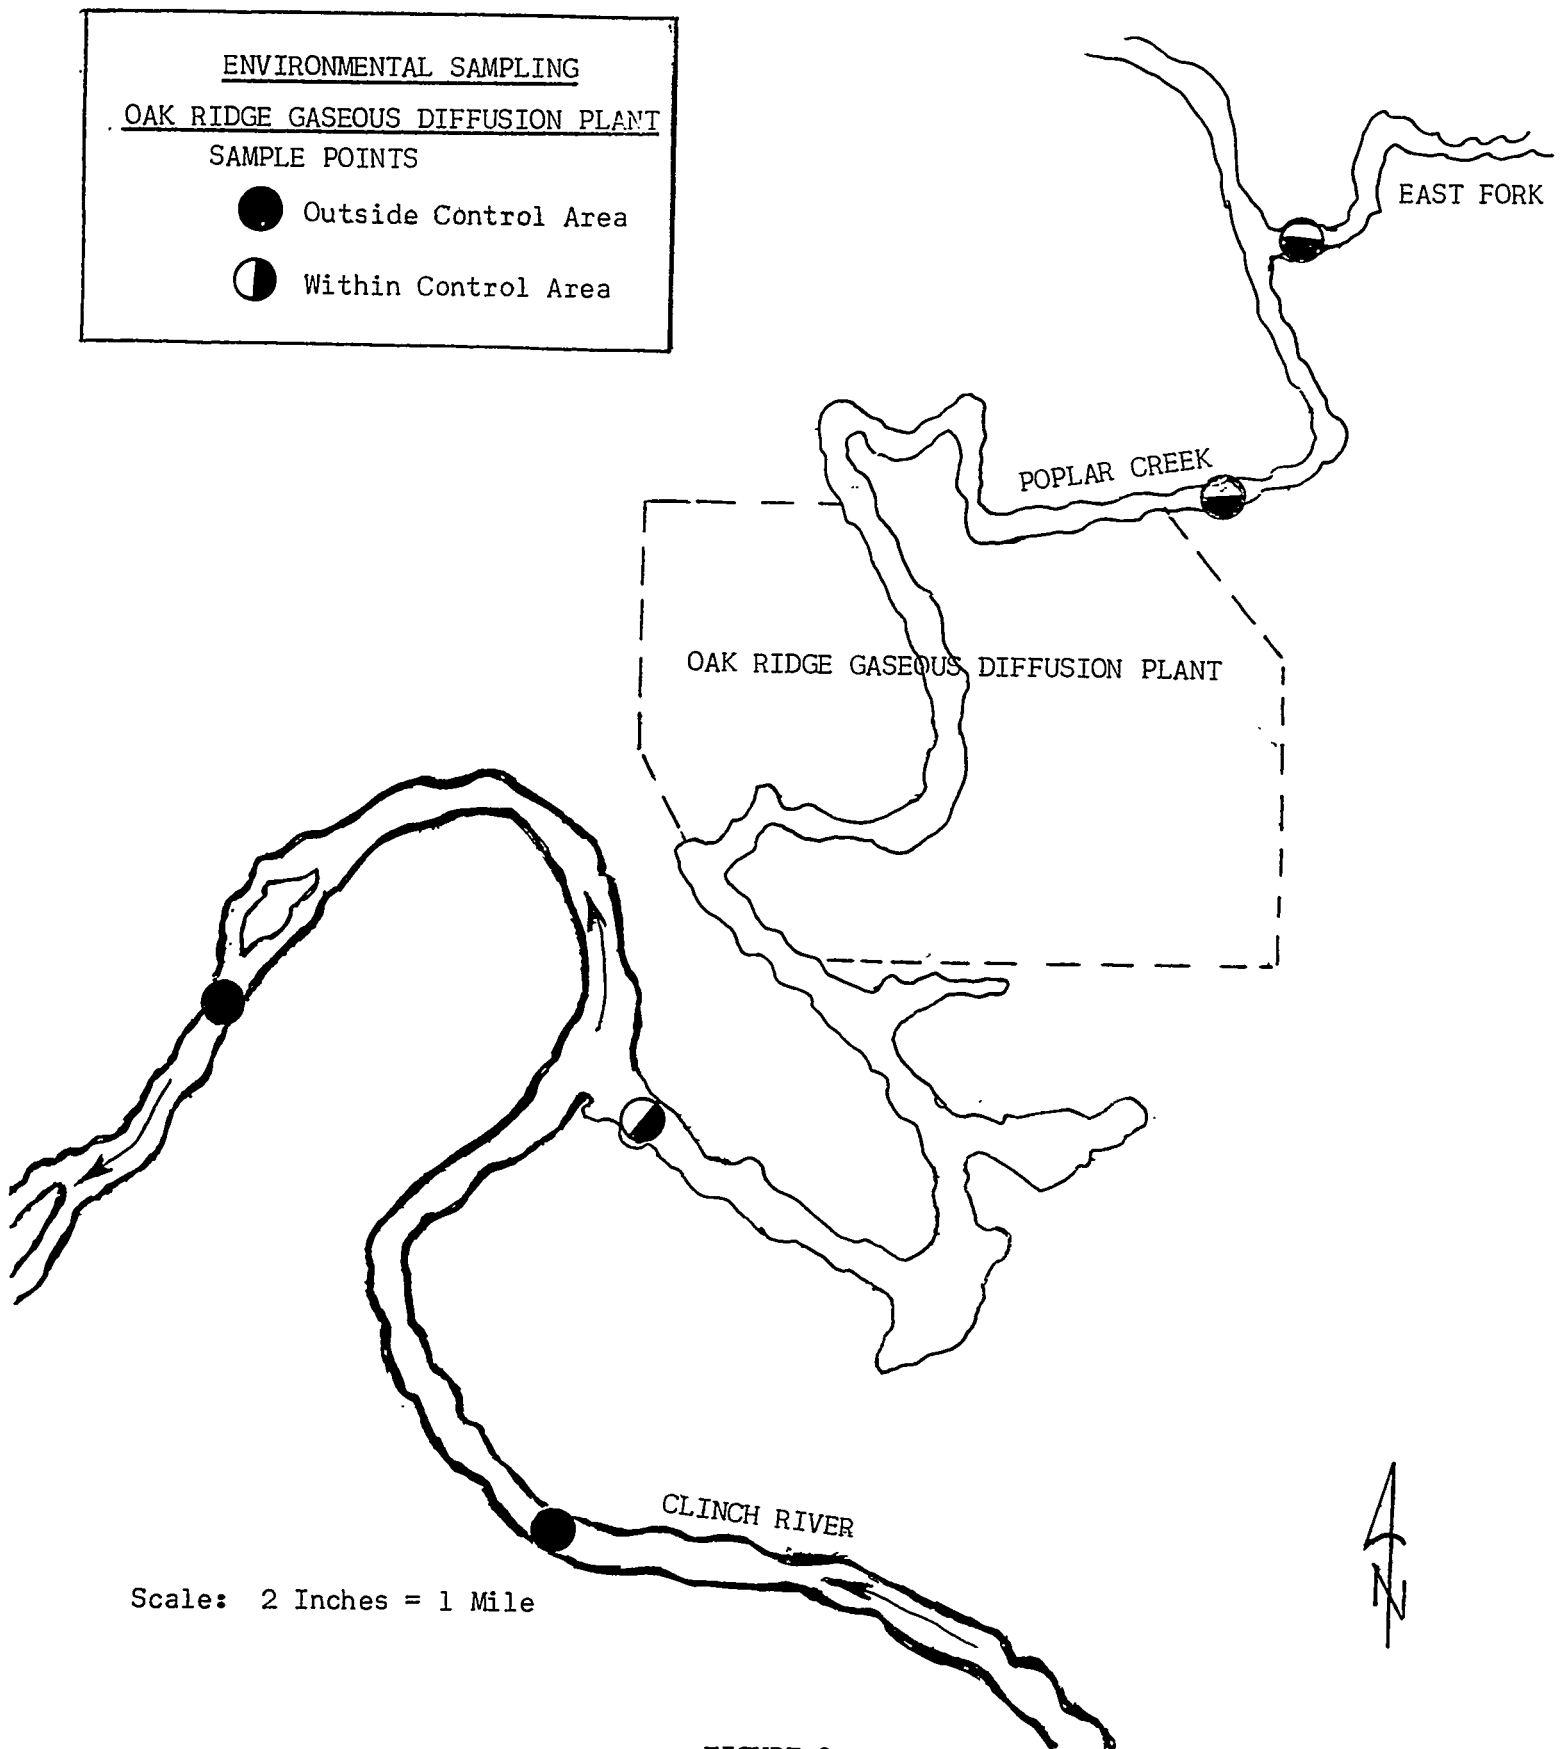 ENVIRONMENTAL SAMPLING
OAK RIDGE GASEOUS DIFFUSION PLANT
SAMPLE POINTS
Outside Control Area
Within Control Area
EAST FORK
POPLAR CREEK
OAK RIDGE GASEOUS DIFFUSION PLANT
CLINCH RIVER
Scale: 2 Inches = 1 Mile
N